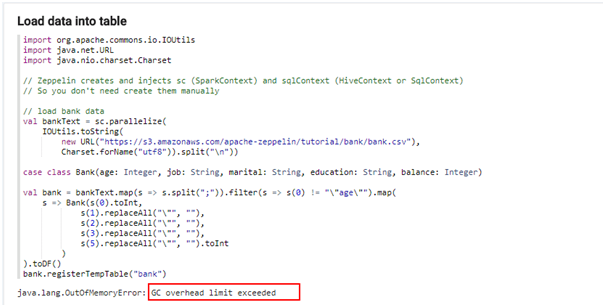 Load data into table
import org.apache.commons.io.IOUtils
import java.net.URL
import java.nio.charset.Charset
// Zeppelin creates and injects sc (SparkContext) and sqlContext (HiveContext or SqlContext)
// So you don't need create them manually
// load bank data
val bankText = sc.parallelize(
    IOUtils.toString(
        new URL("https://s3.amazonaws.com/apache-zeppelin/tutorial/bank/bank.csv"),
        Charset.forName("utf8")).split("\n"))
case class Bank(age: Integer, job: String, marital: String, education: String, balance: Integer)
val bank = bankText.map(s => s.split(";")).filter(s => s(0) != "\"age\"").map(
    s => Bank(s(0).toInt,
            s(1).replaceAll("\"", ""),
            s(2).replaceAll("\"", ""),
            s(3).replaceAll("\"", ""),
            s(5).replaceAll("\"", "").toInt
        )
).toDF()
bank.registerTempTable("bank")
java.lang.OutOfMemoryError: GC overhead limit exceeded